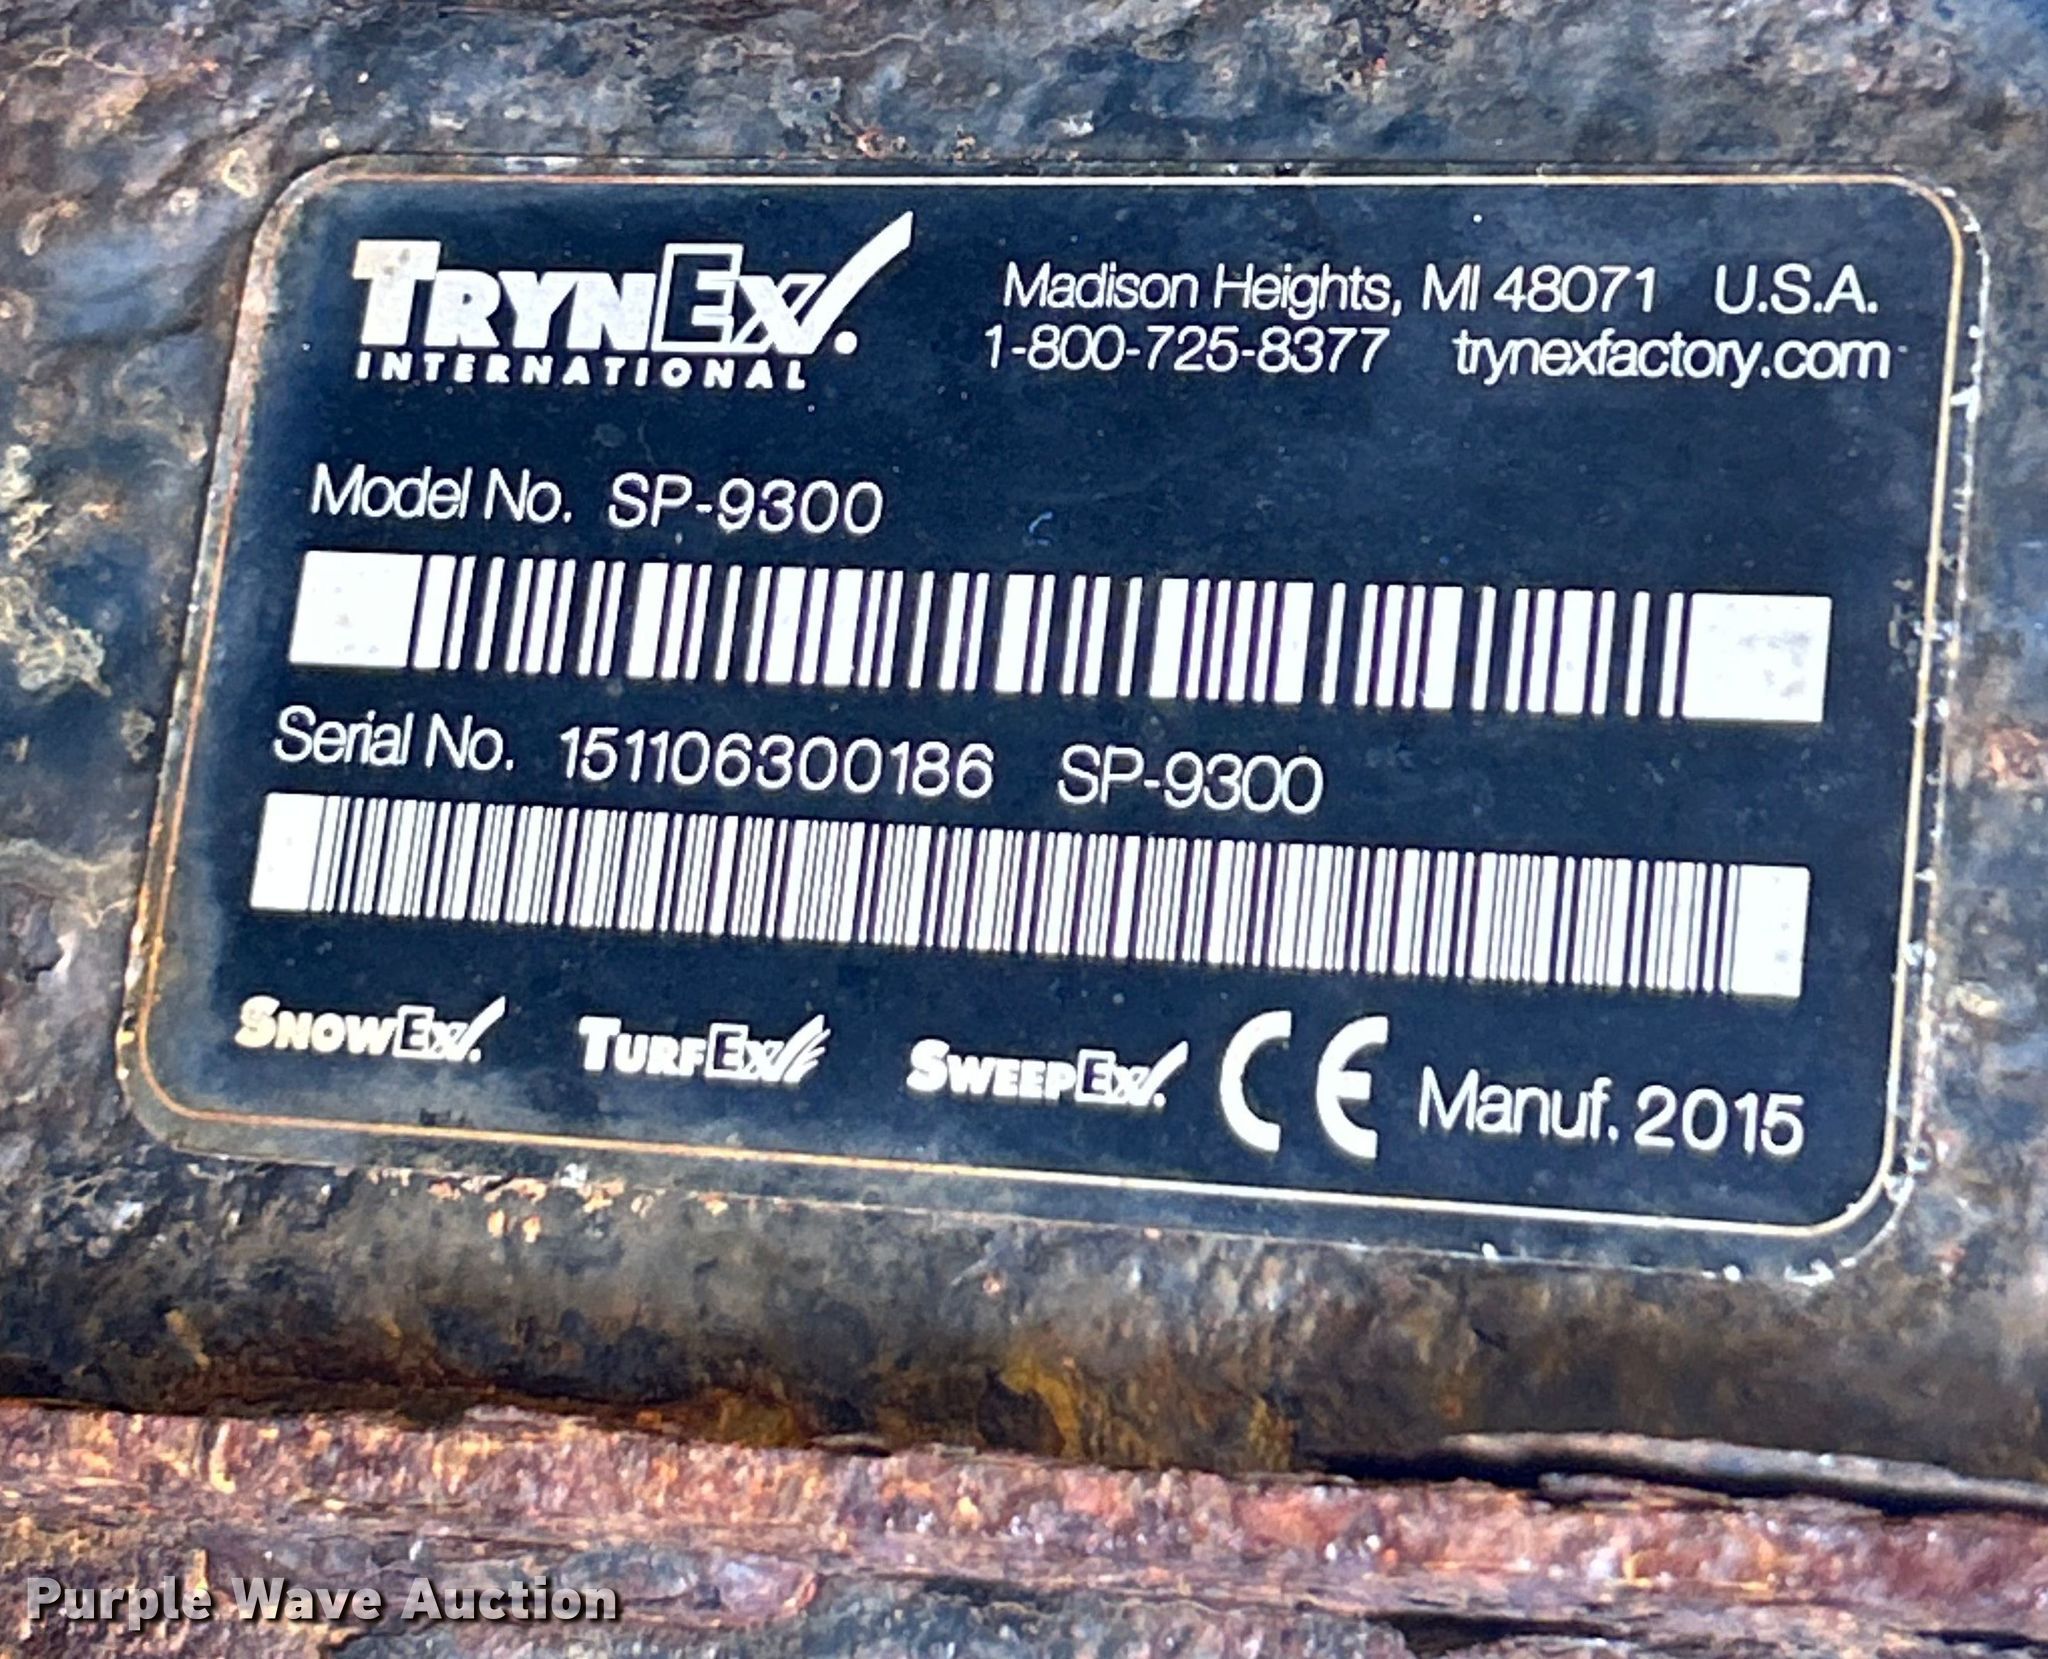 TRYNEX
INTERNATIONAL
Madison Heights, MI 48071 U.S.A.
1-800-725-8377 trynexfactory.com
Model No. SP-9300
Serial No. 151106300186 SP-9300
SNOWEX. TURFEX SWEEPEX. CE Manuf. 2015
Purple Wave Auction